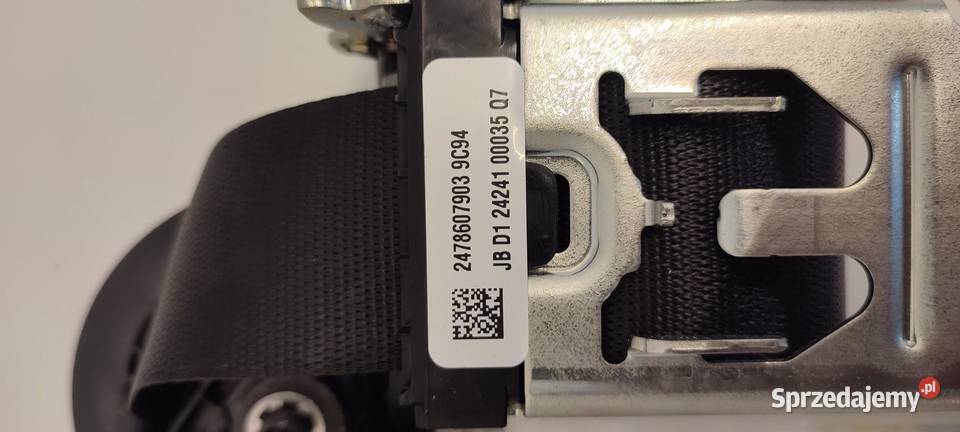 2478607903 9C94
JB D1 24241 00035 Q7
Sprzedajemy.pl